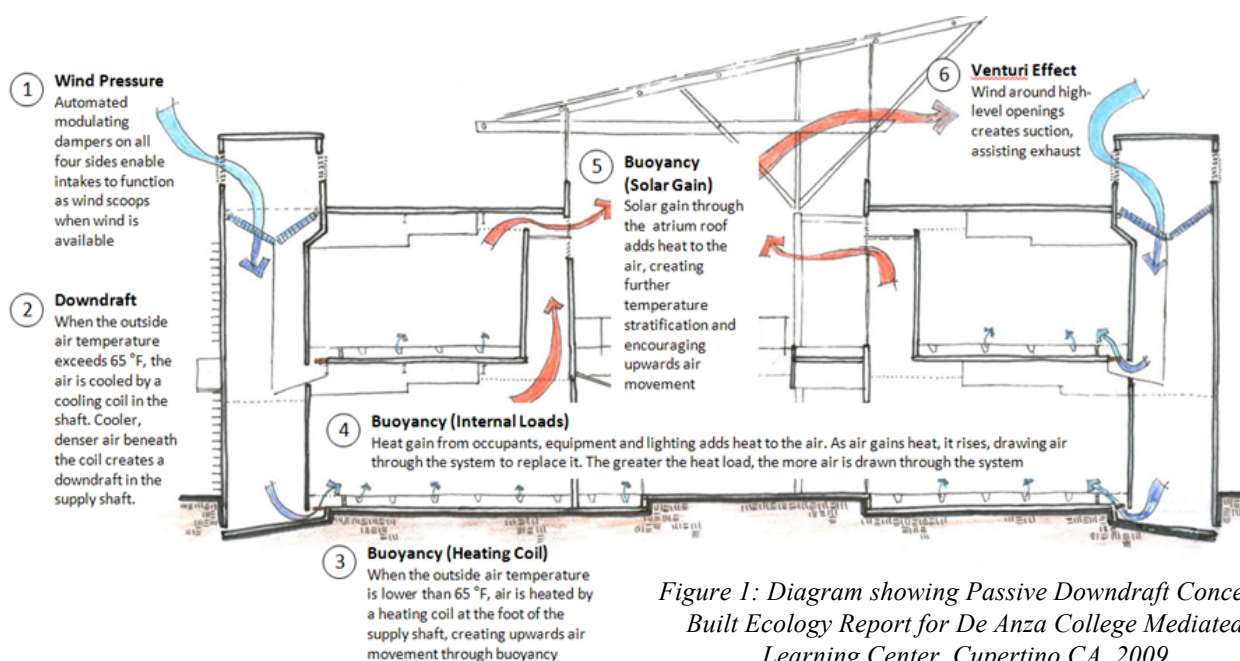 1
Wind Pressure
Automated
modulating
dampers on all
four sides enable
intakes to function
as wind scoops
when wind is
available
2
Downdraft
When the outside
air temperature
exceeds 65 °F, the
air is cooled by a
cooling coil in the
shaft. Cooler,
denser air beneath
the coil creates a
downdraft in the
supply shaft.
3
Buoyancy (Heating Coil)
When the outside air temperature
is lower than 65 °F, air is heated by
a heating coil at the foot of the
supply shaft, creating upwards air
movement through buoyancy
4
Buoyancy (Internal Loads)
Heat gain from occupants, equipment and lighting adds heat to the air. As air gains heat, it rises, drawing air
through the system to replace it. The greater the heat load, the more air is drawn through the system
5
Buoyancy
(Solar Gain)
Solar gain through
the atrium roof
adds heat to the
air, creating
further
temperature
stratification and
encouraging
upwards air
movement
6
Venturi Effect
Wind around high-
level openings
creates suction,
assisting exhaust
Figure 1: Diagram showing Passive Downdraft Conce
Built Ecology Report for De Anza College Mediated
Learning Center, Cupertino CA, 2009